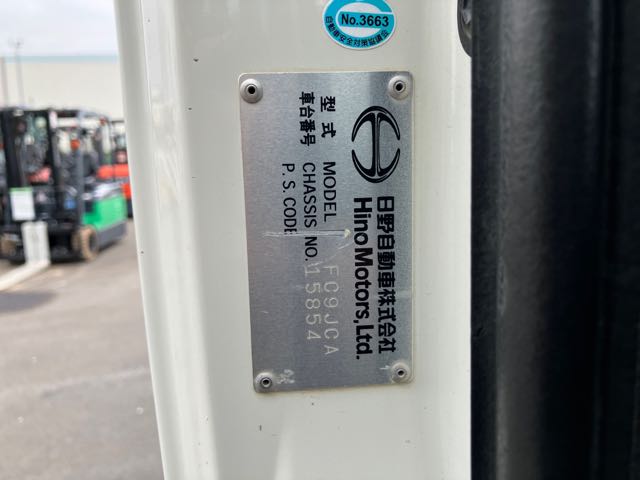 No.3663
日野自動車株式会社
Hino Motors, Ltd.
型式 MODEL FC9JCA
車台番号 CHASSIS NO. 15854
P. S. CODE